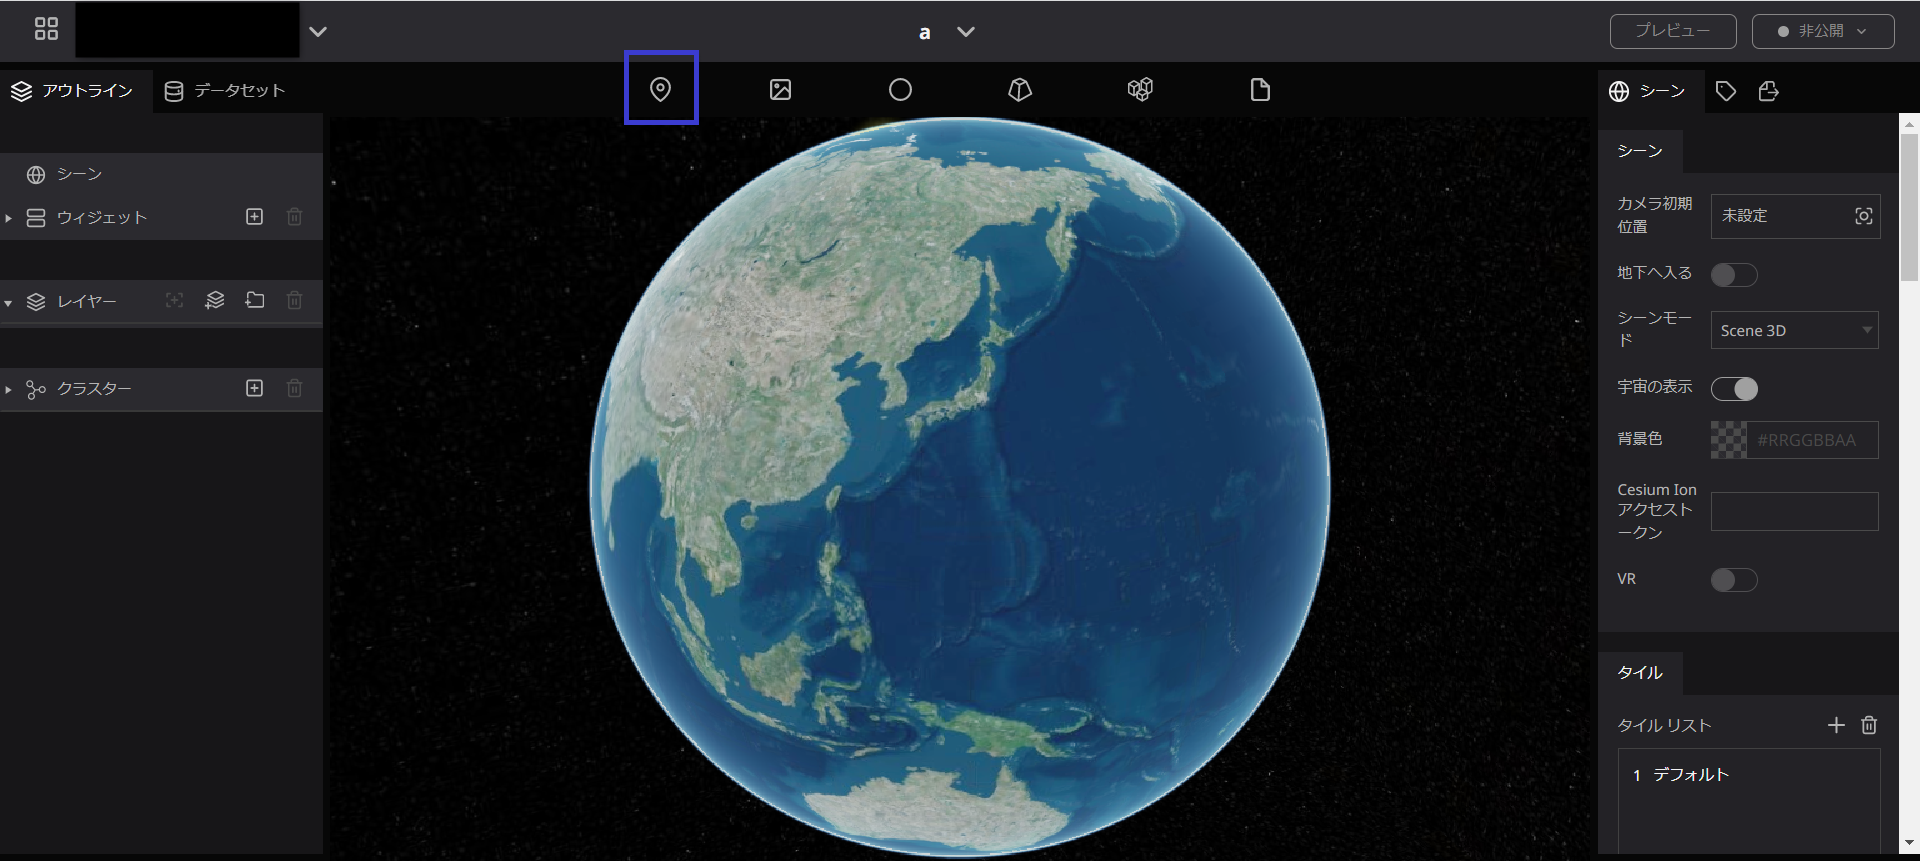 a
プレビュー
非公開
アウトライン
データセット
シーン
シーン
ウィジェット
レイヤー
クラスター
シーン
カメラ初期
位置
未設定
地下へ入る
シーンモー
ド
Scene 3D
宇宙の表示
背景色
#RRGGBBAA
Cesium Ion
アクセスト
ークン
VR
タイル
タイル リスト
1 デフォルト